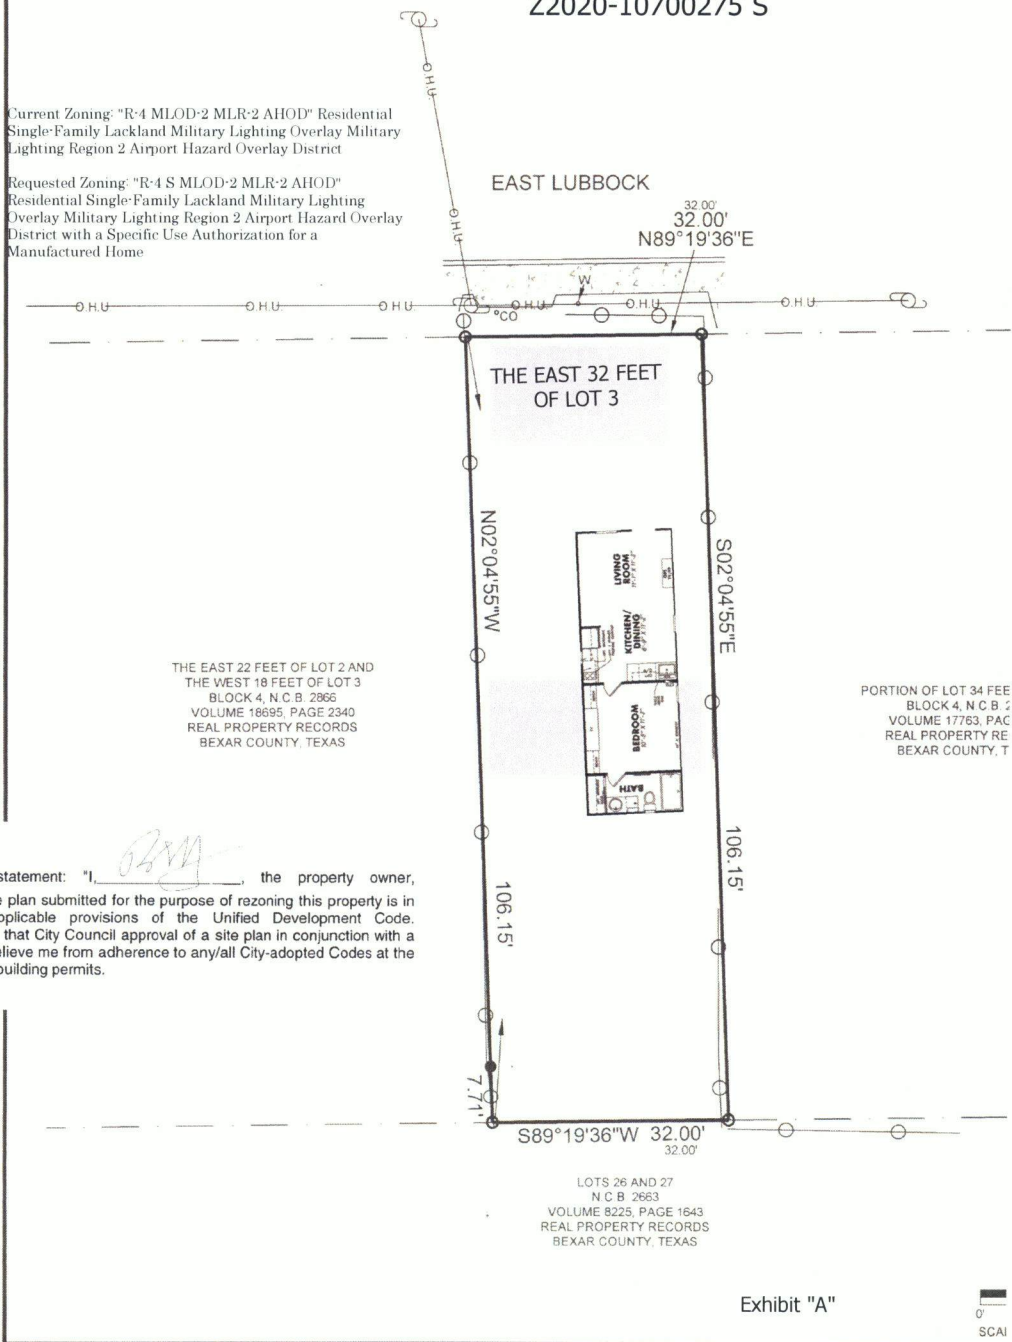 Z2020-10700275 S
Current Zoning: "R-4 MLOD-2 MLR-2 AHOD" Residential
Single-Family Lackland Military Lighting Overlay Military
Lighting Region 2 Airport Hazard Overlay District
Requested Zoning: "R-4 S MLOD-2 MLR-2 AHOD"
Residential Single-Family Lackland Military Lighting
Overlay Military Lighting Region 2 Airport Hazard Overlay
District with a Specific Use Authorization for a
Manufactured Home
O.H.U
O.H.U
EAST LUBBOCK
32.00'
32.00'
N89°19'36"E
W
O.H.U
O.H.U.
O.H.U
O.H.U
O.H.U
O.H.U
°CO
THE EAST 32 FEET
OF LOT 3
N02°04'55"W
S02°04'55"E
LIVING
ROOM
KITCHEN/
DINING
BEDROOM
BATH
THE EAST 22 FEET OF LOT 2 AND
THE WEST 18 FEET OF LOT 3
BLOCK 4, N.C.B. 2866
VOLUME 18695, PAGE 2340
REAL PROPERTY RECORDS
BEXAR COUNTY, TEXAS
PORTION OF LOT 34 FEE
BLOCK 4, N.C.B. 2
VOLUME 17763, PAG
REAL PROPERTY RE
BEXAR COUNTY, T
statement: "I, , the property owner,
e plan submitted for the purpose of rezoning this property is in
pplicable provisions of the Unified Development Code.
that City Council approval of a site plan in conjunction with a
elieve me from adherence to any/all City-adopted Codes at the
building permits.
106.15'
106.15'
7.71'
S89°19'36"W 32.00'
32.00'
LOTS 26 AND 27
N.C.B. 2663
VOLUME 8225, PAGE 1643
REAL PROPERTY RECORDS
BEXAR COUNTY, TEXAS
Exhibit "A"
0'
SCAl